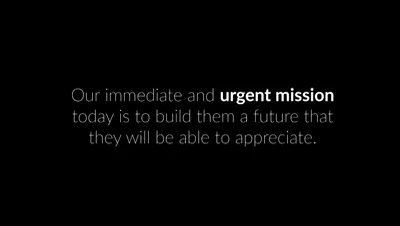 Our immediate and urgent mission
today is to build them a future that
they will be able to appreciate.